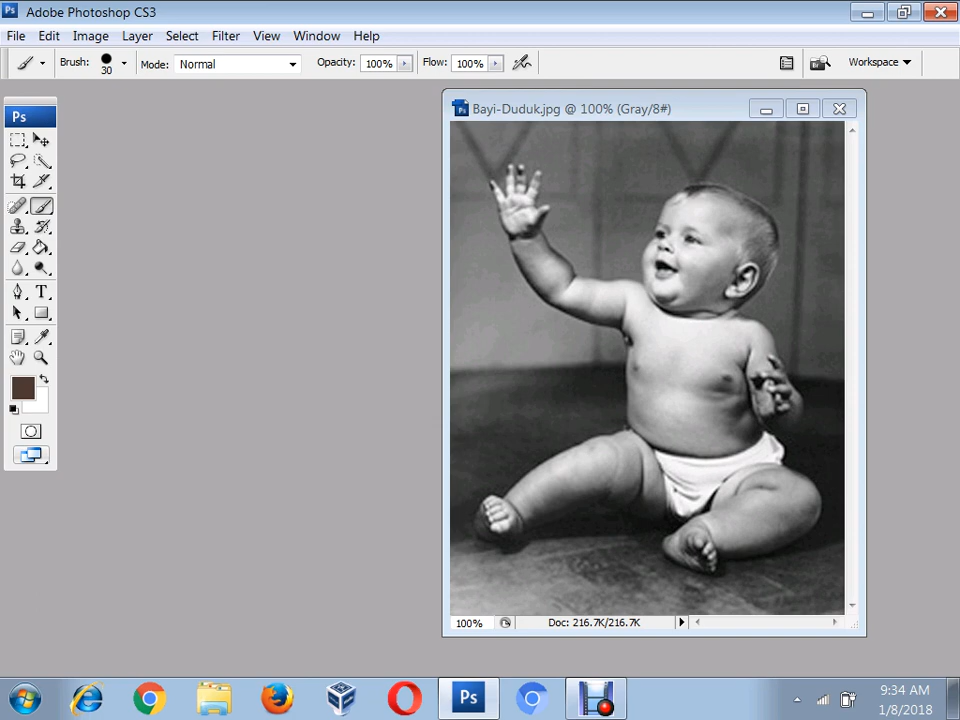 Adobe Photoshop CS3
File Edit Image Layer Select Filter View Window Help
Brush: 30 Mode: Normal Opacity: 100% Flow: 100% Workspace
Ps
Bayi-Duduk.jpg @ 100% (Gray/8#)
T
100% Doc: 216.7K/216.7K
Ps
9:34 AM
1/8/2018